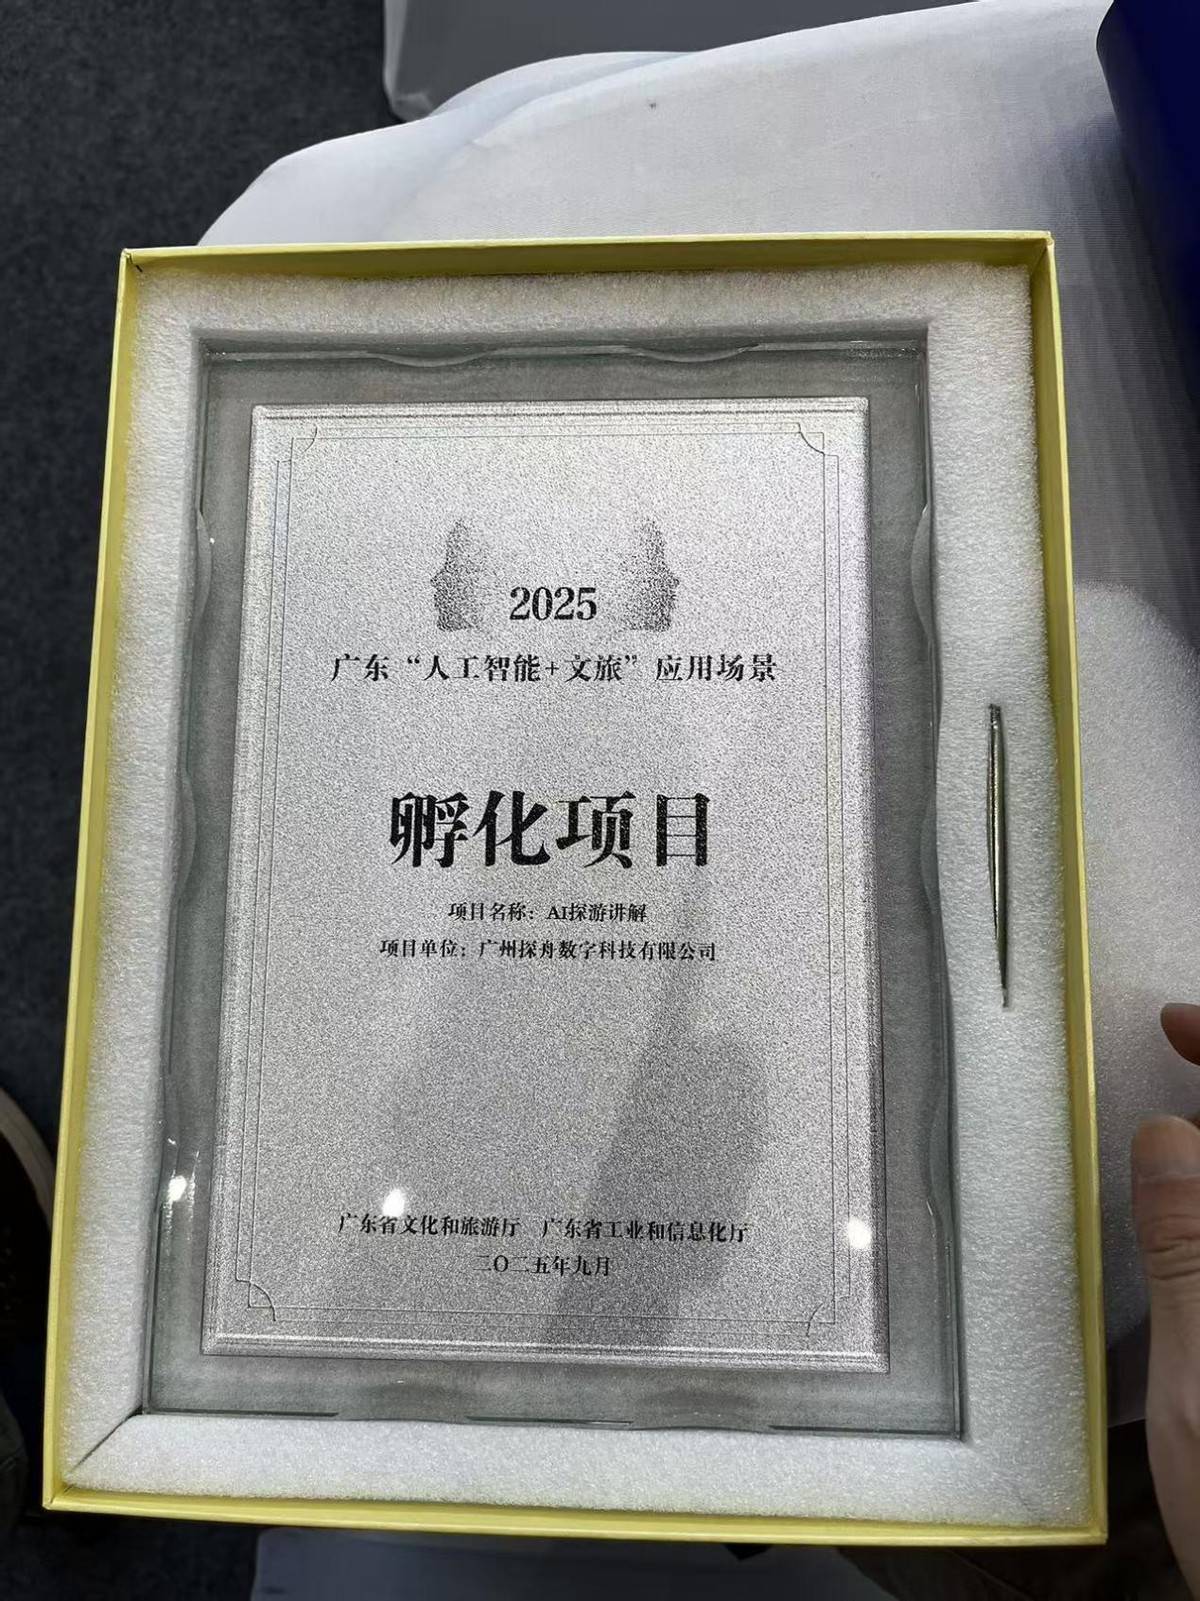 2025
广东“人工智能+文旅”应用场景
孵化项目
项目名称：AI探游讲解
项目单位：广州探舟数字科技有限公司
广东省文化和旅游厅 广东省工业和信息化厅
二〇二五年九月